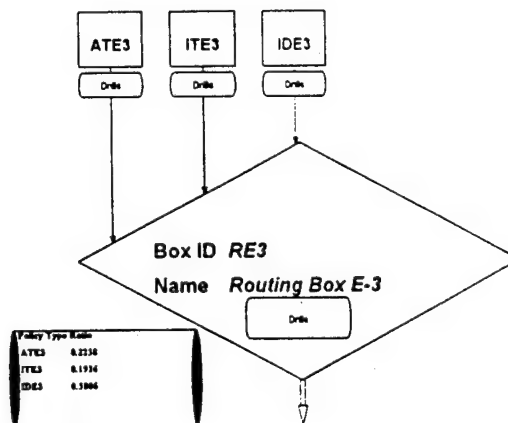 ATE3 ITE3 IDE3
Drills Drills Drills
Box ID RE3
Name Routing Box E-3
Drills
Policy Type Ratio
ATE3 0.2258
ITE3 0.1936
IDE3 0.5806